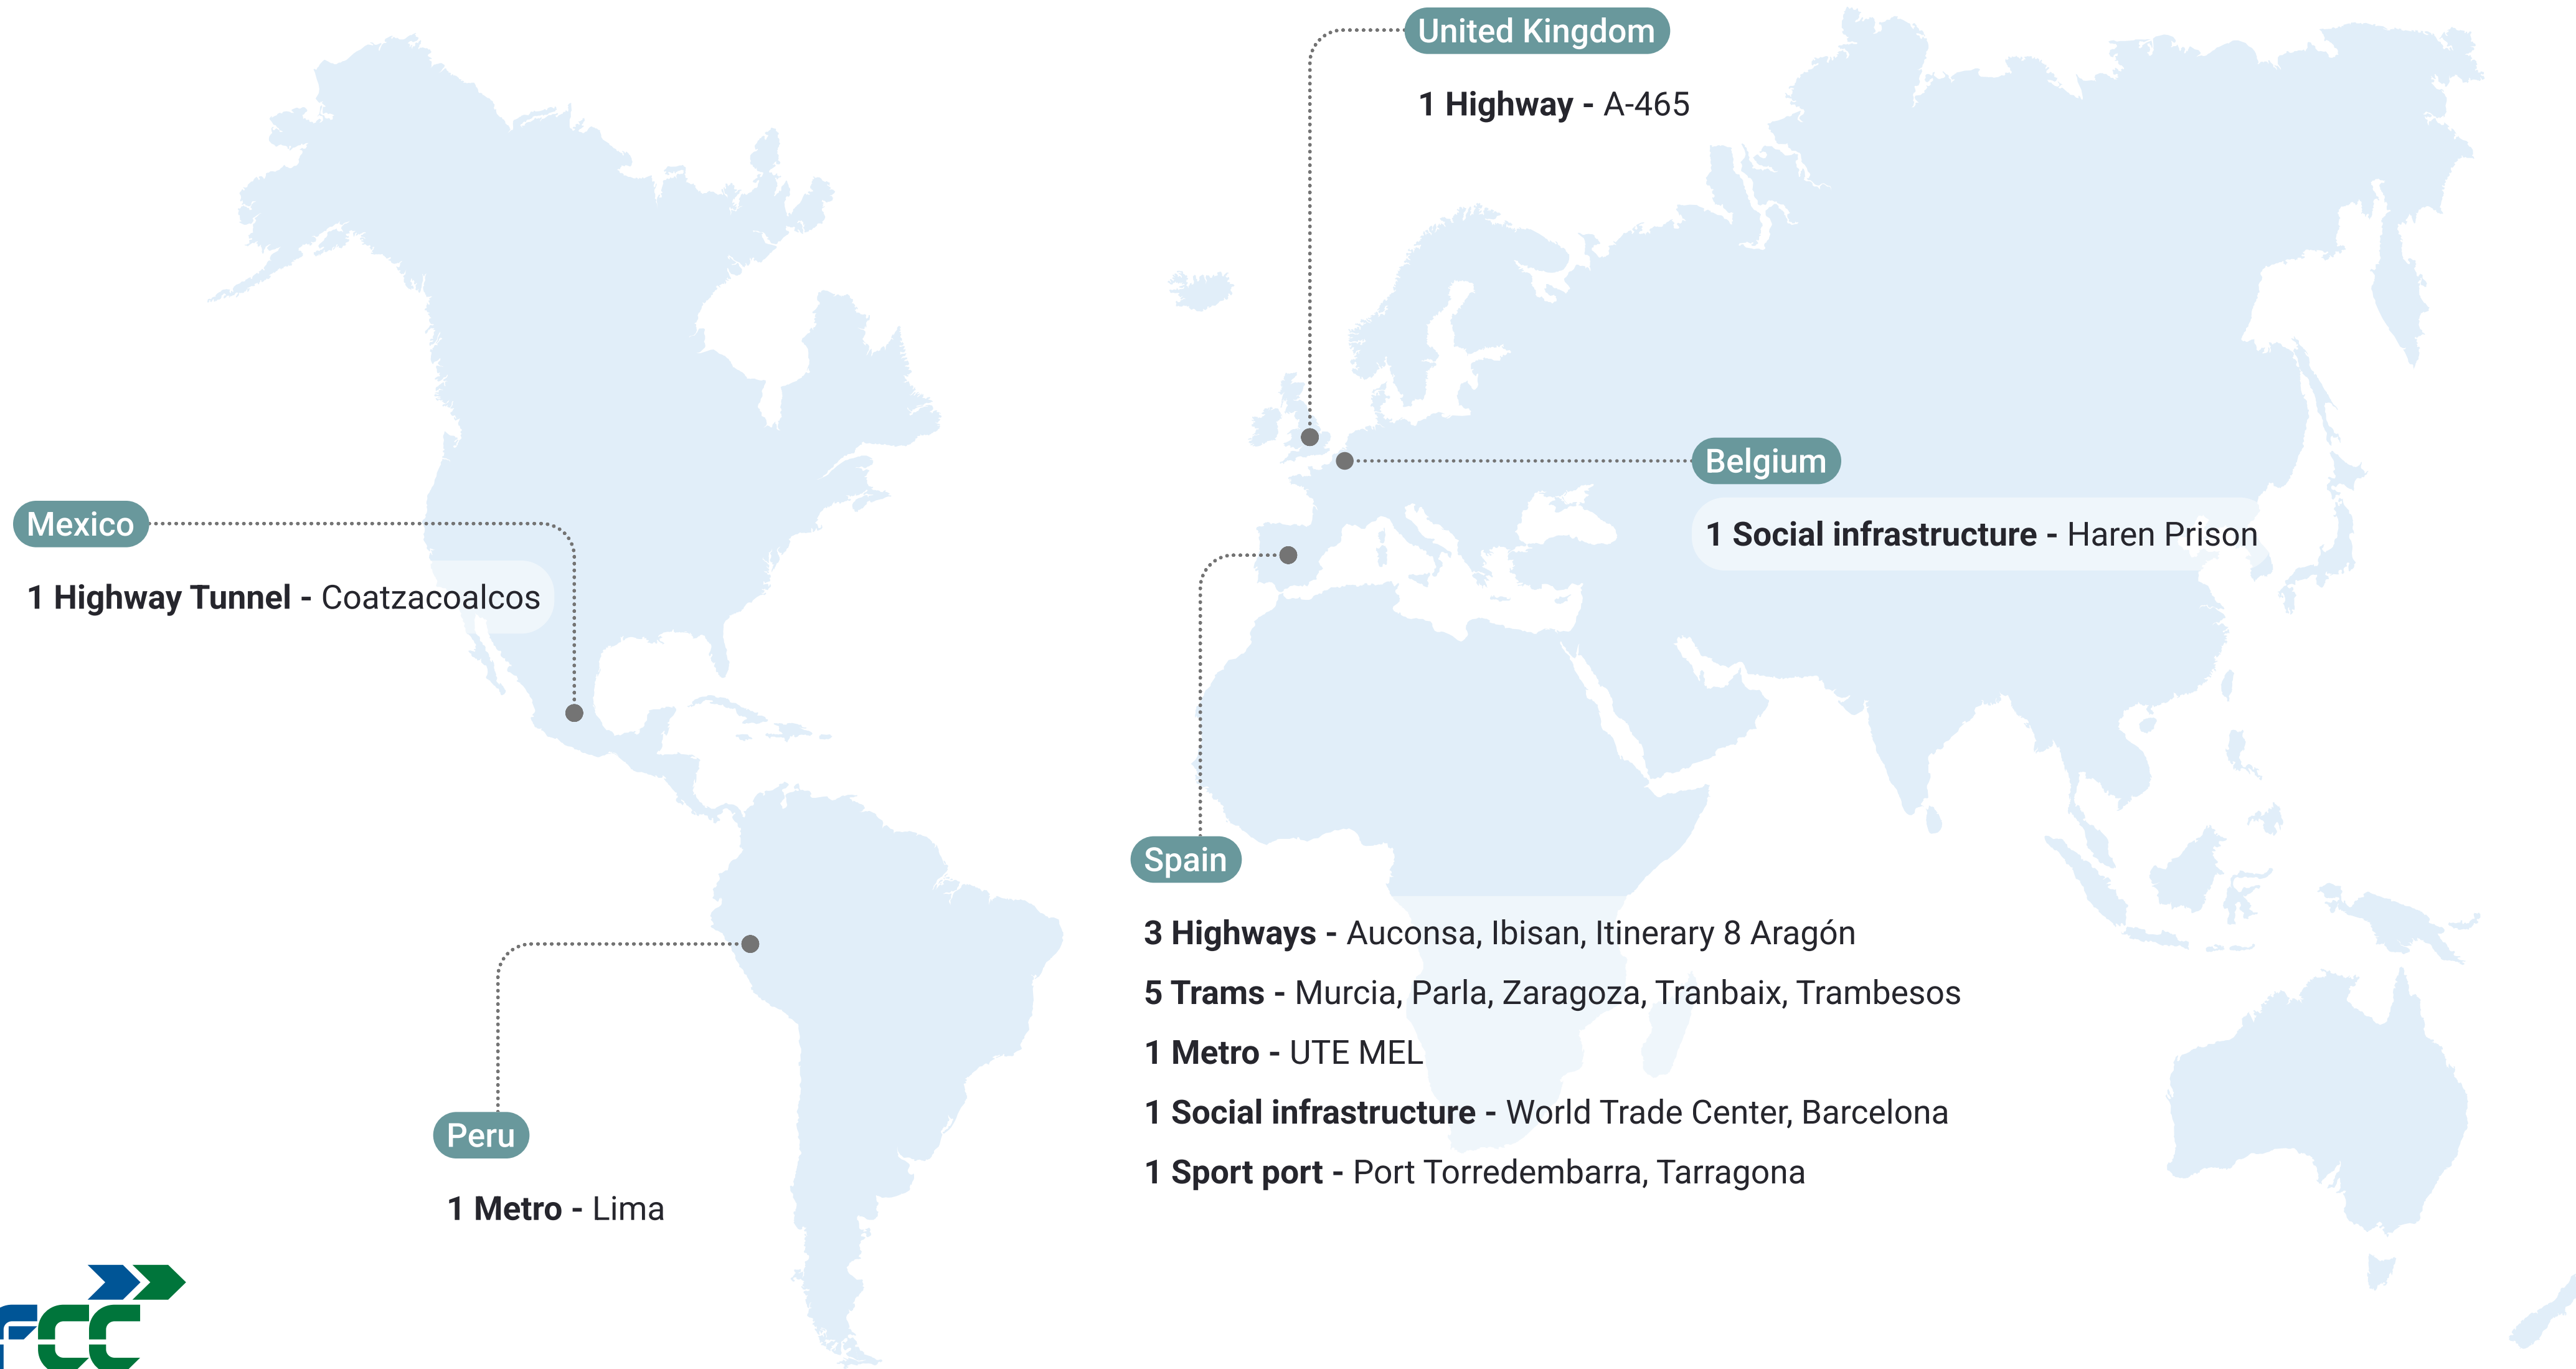 United Kingdom
1 Highway - A-465
Belgium
1 Social infrastructure - Haren Prison
Mexico
1 Highway Tunnel - Coatzacoalcos
Spain
3 Highways - Auconsa, Ibisan, Itinerary 8 Aragón
5 Trams - Murcia, Parla, Zaragoza, Tranbaix, Trambesos
1 Metro - UTE MEL
1 Social infrastructure - World Trade Center, Barcelona
1 Sport port - Port Torredembarra, Tarragona
Peru
1 Metro - Lima
FCC